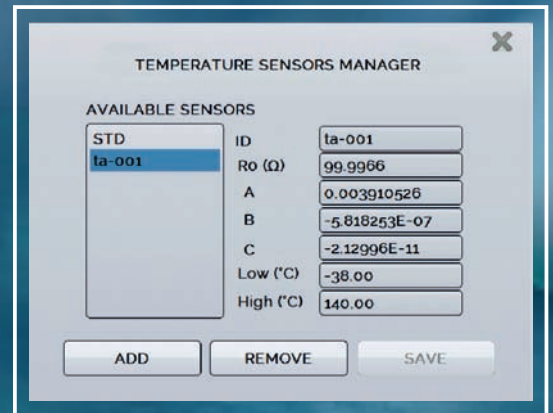 TEMPERATURE SENSORS MANAGER
AVAILABLE SENSORS
STD
ta-001
ID ta-001
Ro (Ω) 99.9966
A 0.003910526
B -5.818253E-07
C -2.12996E-11
Low (°C) -38.00
High (°C) 140.00
ADD REMOVE SAVE